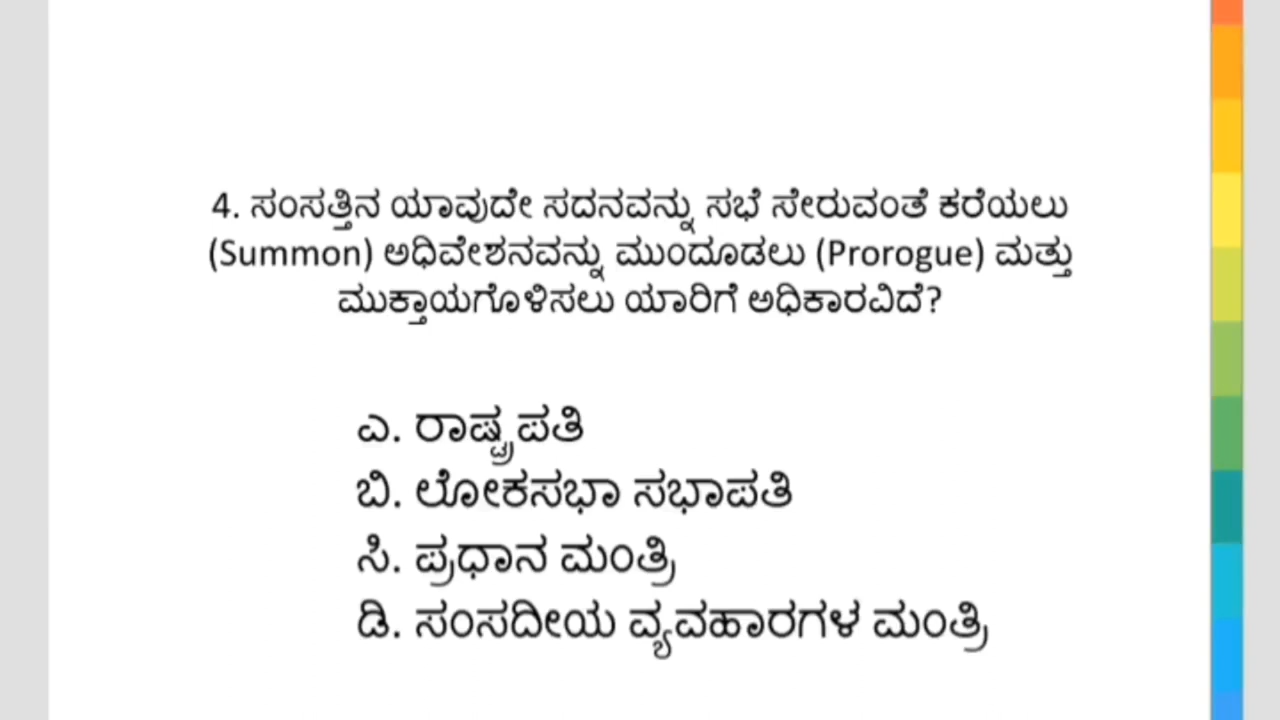 4. ಸಂಸತ್ತಿನ ಯಾವುದೇ ಸದನವನ್ನು ಸಭೆ ಸೇರುವಂತೆ ಕರೆಯಲು
(Summon) ಅಧಿವೇಶನವನ್ನು ಮುಂದೂಡಲು (Prorogue) ಮತ್ತು
ಮುಕ್ತಾಯಗೊಳಿಸಲು ಯಾರಿಗೆ ಅಧಿಕಾರವಿದೆ?
ಎ. ರಾಷ್ಟ್ರಪತಿ
ಬಿ. ಲೋಕಸಭಾ ಸಭಾಪತಿ
ಸಿ. ಪ್ರಧಾನ ಮಂತ್ರಿ
ಡಿ. ಸಂಸದೀಯ ವ್ಯವಹಾರಗಳ ಮಂತ್ರಿ